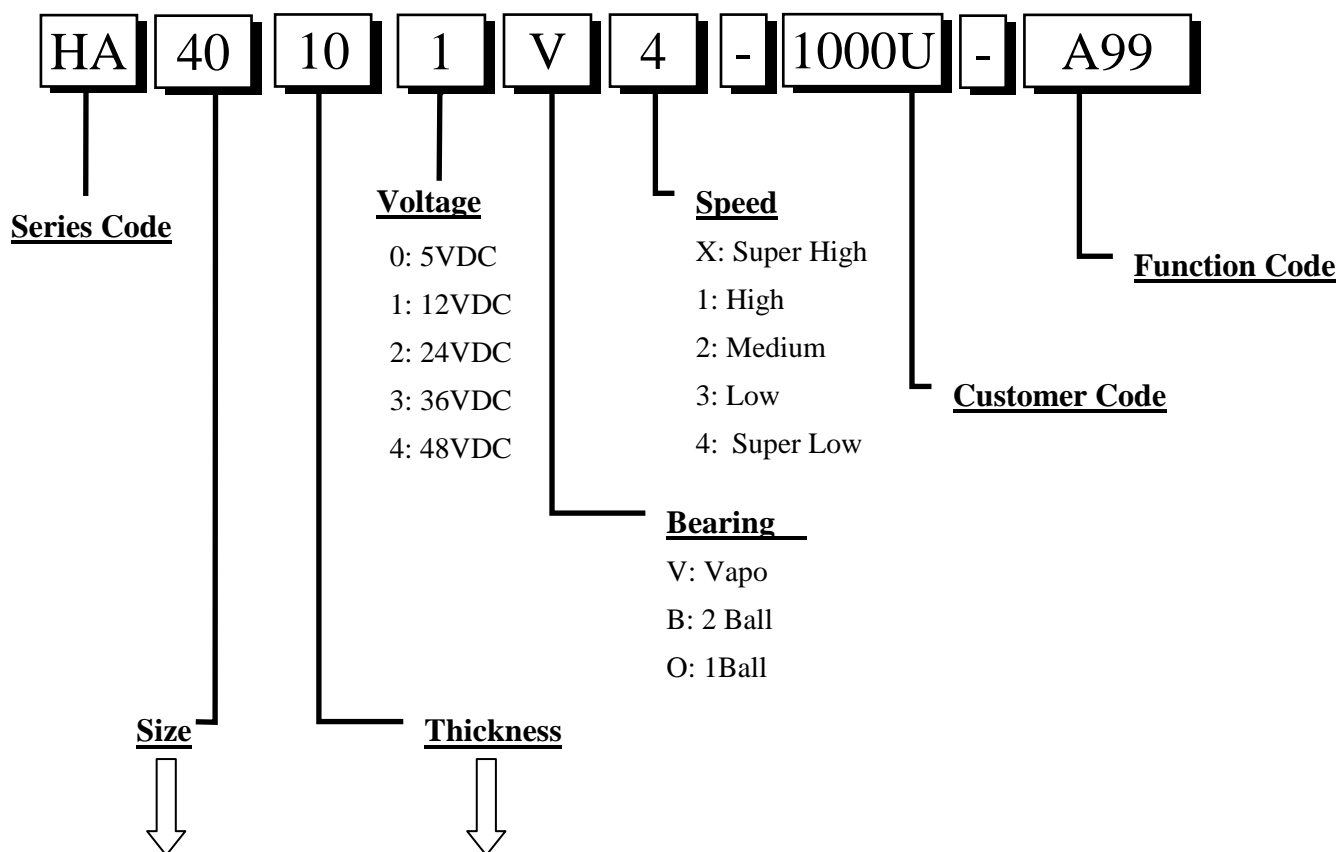 HA 40 10 1 V 4 - 1000U - A99
Series Code
Voltage
0: 5VDC
1: 12VDC
2: 24VDC
3: 36VDC
4: 48VDC
Speed
X: Super High
1: High
2: Medium
3: Low
4: Super Low
Function Code
Customer Code
Bearing
V: Vapo
B: 2 Ball
O: 1Ball
Size
Thickness